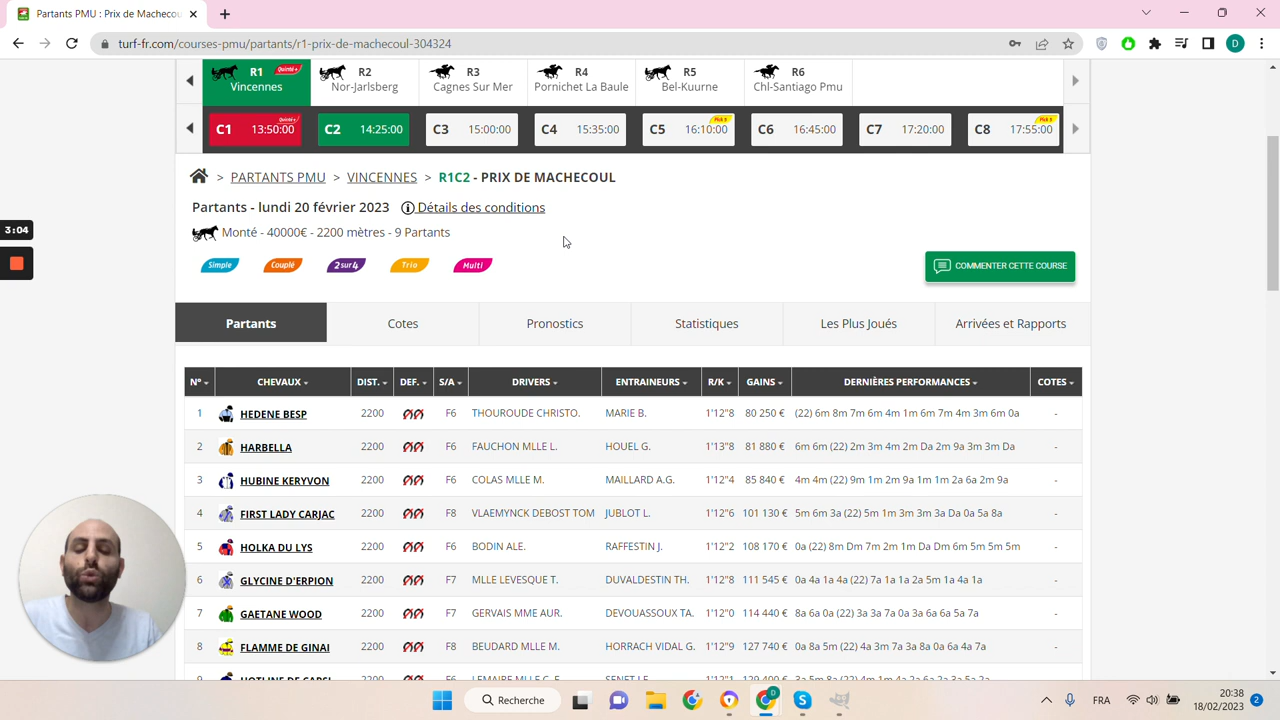 Partants PMU : Prix de Machecou
turf-fr.com/courses-pmu/partants/r1-prix-de-machecoul-304324
D
R1 Quinté+ R2 R3 R4 R5 R6
Vincennes Nor-Jarlsberg Cagnes Sur Mer Pornichet La Baule Bel-Kuurne Chl-Santiago Pmu
Quinté+ Pick 5 Pick 5
C1 13:50:00 C2 14:25:00 C3 15:00:00 C4 15:35:00 C5 16:10:00 C6 16:45:00 C7 17:20:00 C8 17:55:00
> PARTANTS PMU > VINCENNES > R1C2 - PRIX DE MACHECOUL
Partants - lundi 20 février 2023 Détails des conditions
3:04
Monté - 40000€ - 2200 mètres - 9 Partants
Simple Couplé 2sur4 Trio Multi
COMMENTER CETTE COURSE
Partants Cotes Pronostics Statistiques Les Plus Joués Arrivées et Rapports
N° CHEVAUX DIST. DEF. S/A DRIVERS ENTRAINEURS R/K GAINS DERNIÈRES PERFORMANCES COTES
1 HEDENE BESP 2200 F6 THOUROUDE CHRISTO. MARIE B. 1'12"8 80 250 € (22) 6m 8m 7m 6m 4m 1m 6m 7m 4m 3m 6m 0a -
2 HARBELLA 2200 F6 FAUCHON MLLE L. HOUEL G. 1'13"8 81 880 € 6m 6m (22) 2m 3m 4m 2m Da 2m 9a 3m 3m Da -
3 HUBINE KERYVON 2200 F6 COLAS MLLE M. MAILLARD A.G. 1'12"4 85 840 € 4m 4m (22) 9m 1m 2m 9a 1m 1m 2a 6a 2m 9a -
4 FIRST LADY CARJAC 2200 F8 VLAEMYNCK DEBOST TOM JUBLOT L. 1'12"6 101 130 € 5m 6m 3a (22) 5m 1m 3m 3m 3a Da 0a 5a 8a -
5 HOLKA DU LYS 2200 F6 BODIN ALE. RAFFESTIN J. 1'12"2 108 170 € 0a (22) 8m Dm 7m 2m 1m Da Dm 6m 5m 5m 5m -
6 GLYCINE D'ERPION 2200 F7 MLLE LEVESQUE T. DUVALDESTIN TH. 1'12"8 111 545 € 0a 4a 1a 4a (22) 7a 1a 1a 2a 5m 1a 4a 1a -
7 GAETANE WOOD 2200 F7 GERVAIS MME AUR. DEVOUASSOUX TA. 1'12"0 114 440 € 8a 6a 0a (22) 3a 3a 7a 0a 3a 6a 6a 5a 7a -
8 FLAMME DE GINAI 2200 F8 BEUDARD MLLE M. HORRACH VIDAL G. 1'12"9 127 740 € 0a 8a 5m (22) 4a 3m 7a 3a 8a 0a 6a 4a 7a -
Recherche
D
FRA
20:38
18/02/2023
2